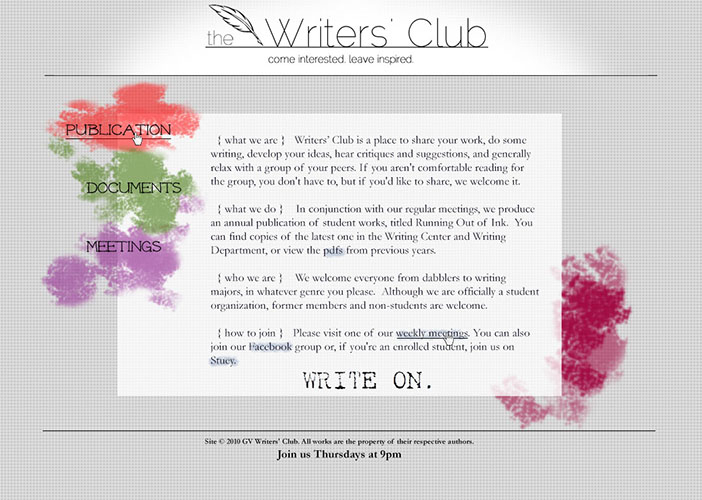 the Writers' Club
come interested. leave inspired.
PUBLICATION
DOCUMENTS
MEETINGS
{ what we are } Writers' Club is a place to share your work, do some
writing, develop your ideas, hear critiques and suggestions, and generally
relax with a group of your peers. If you aren't comfortable reading for
the group, you don't have to, but if you'd like to share, we welcome it.
{ what we do } In conjunction with our regular meetings, we produce
an annual publication of student works, titled Running Out of Ink. You
can find copies of the latest one in the Writing Center and Writing
Department, or view the pdfs from previous years.
{ who we are } We welcome everyone from dabblers to writing
majors, in whatever genre you please. Although we are officially a student
organization, former members and non-students are welcome.
{ how to join } Please visit one of our weekly meetings. You can also
join our Facebook group or, if you're an enrolled student, join us on
Stuey.
WRITE ON.
Site © 2010 GV Writers' Club. All works are the property of their respective authors.
Join us Thursdays at 9pm